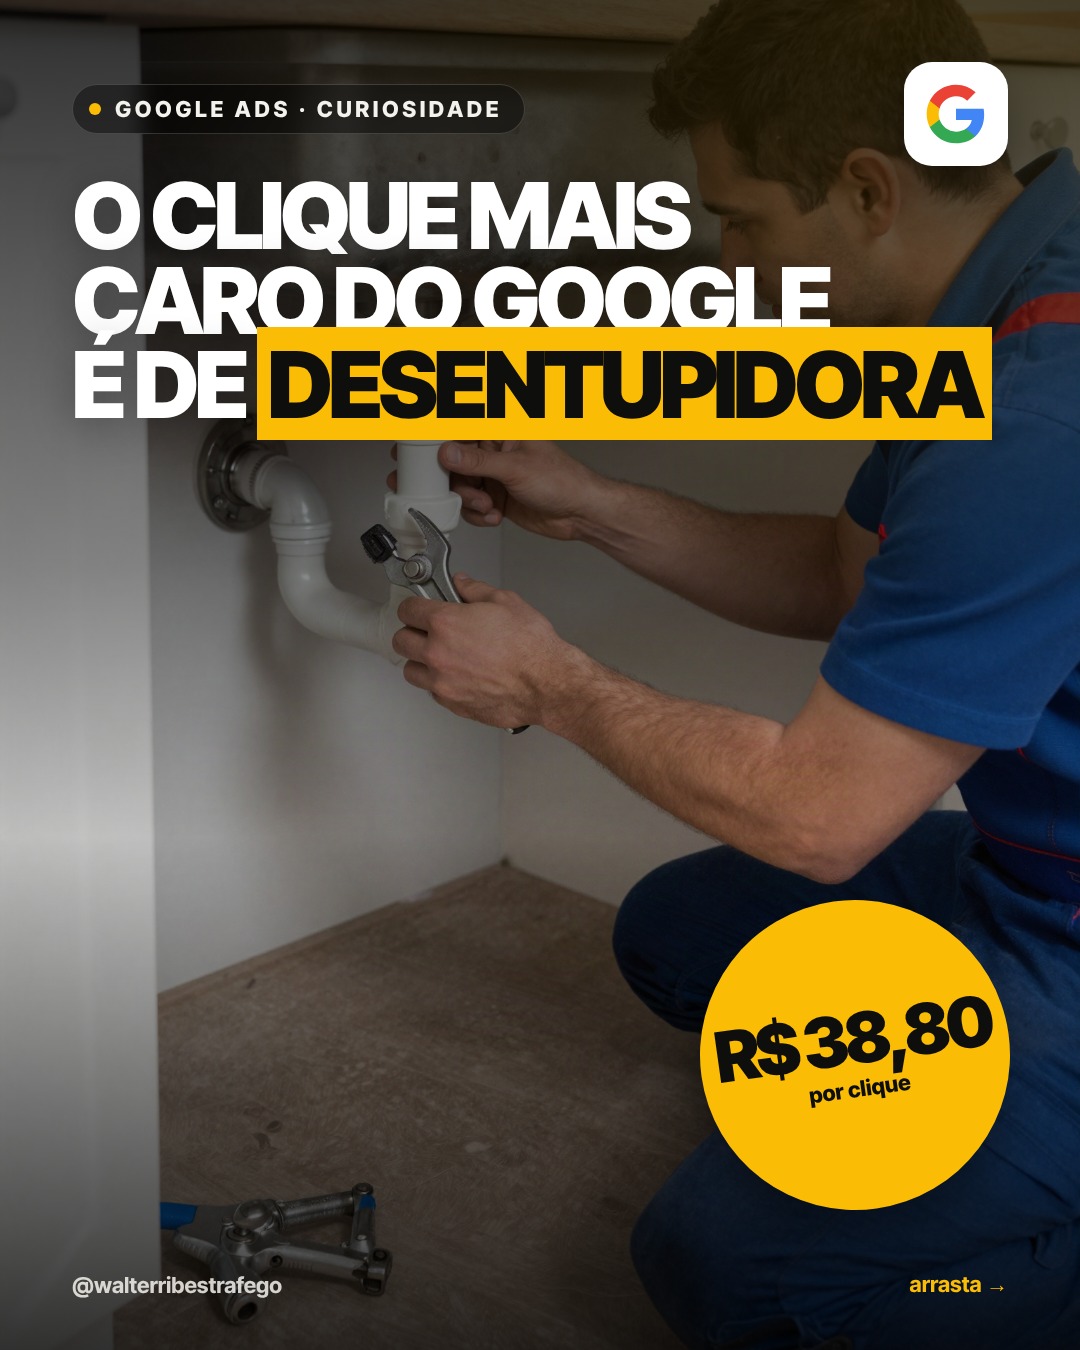 GOOGLE ADS · CURIOSIDADE
O CLIQUE MAIS
CARO DO GOOGLE
É DE DESENTUPIDORA
R$38,80
por clique
@walterribestrafego
arrasta →